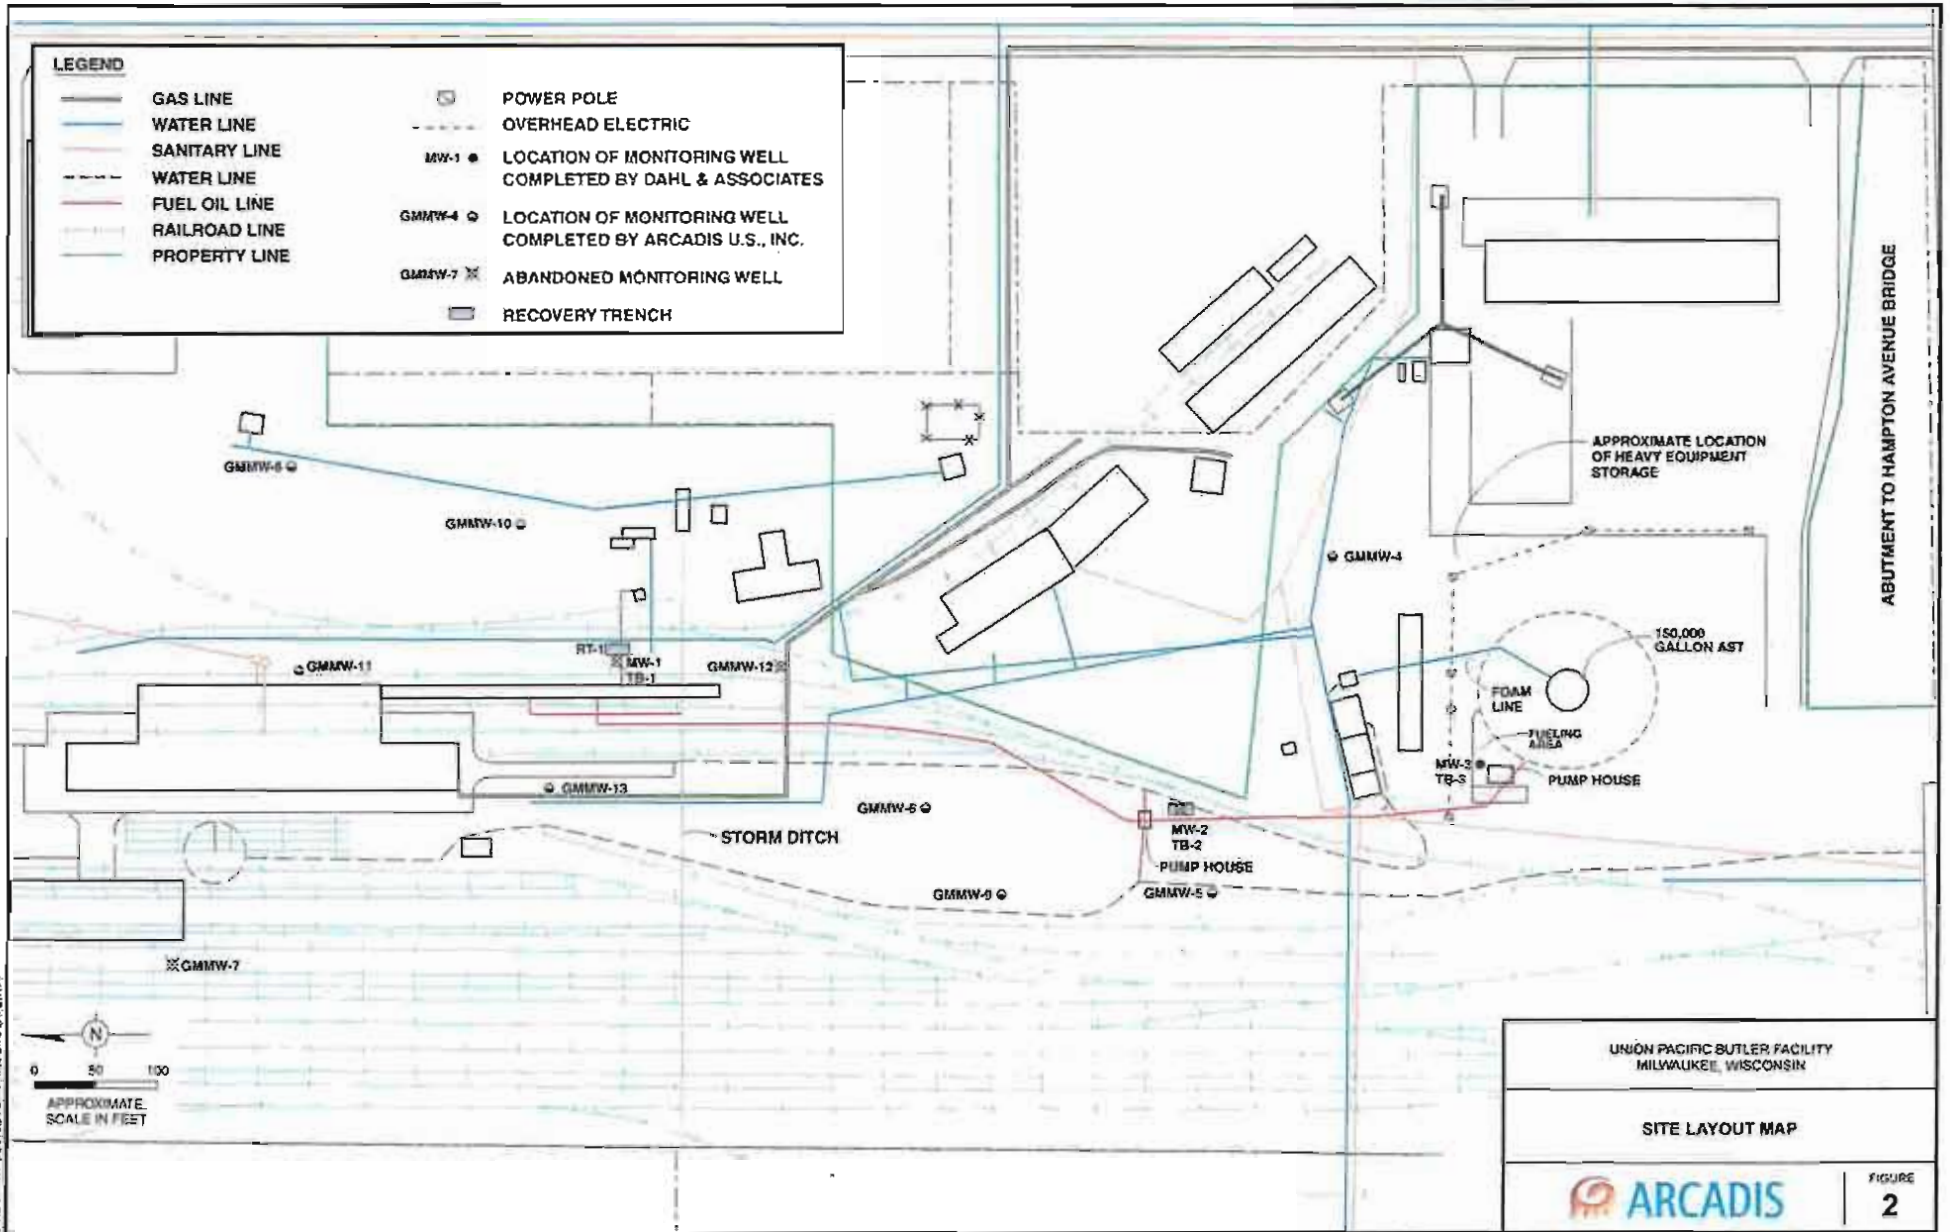 LEGEND
GAS LINE
WATER LINE
SANITARY LINE
WATER LINE
FUEL OIL LINE
RAILROAD LINE
PROPERTY LINE
POWER POLE
OVERHEAD ELECTRIC
MW-1 LOCATION OF MONITORING WELL
COMPLETED BY DAHL & ASSOCIATES
GMMW-4 LOCATION OF MONITORING WELL
COMPLETED BY ARCADIS U.S., INC.
GMMW-7 ABANDONED MONITORING WELL
RECOVERY TRENCH
ABUTMENT TO HAMPTON AVENUE BRIDGE
APPROXIMATE LOCATION
OF HEAVY EQUIPMENT
STORAGE
GMMW-10
GMMW-4
150,000
GALLON AST
RT-1
MW-1
TB-1
GMMW-11
GMMW-12
FOAM
LINE
FUELING
AREA
MW-3
TB-3
PUMP HOUSE
GMMW-13
GMMW-6
STORM DITCH
MW-2
TB-2
PUMP HOUSE
GMMW-9
GMMW-5
GMMW-7
N
0 50 100
APPROXIMATE
SCALE IN FEET
UNION PACIFIC BUTLER FACILITY
MILWAUKEE, WISCONSIN
SITE LAYOUT MAP
ARCADIS
FIGURE
2